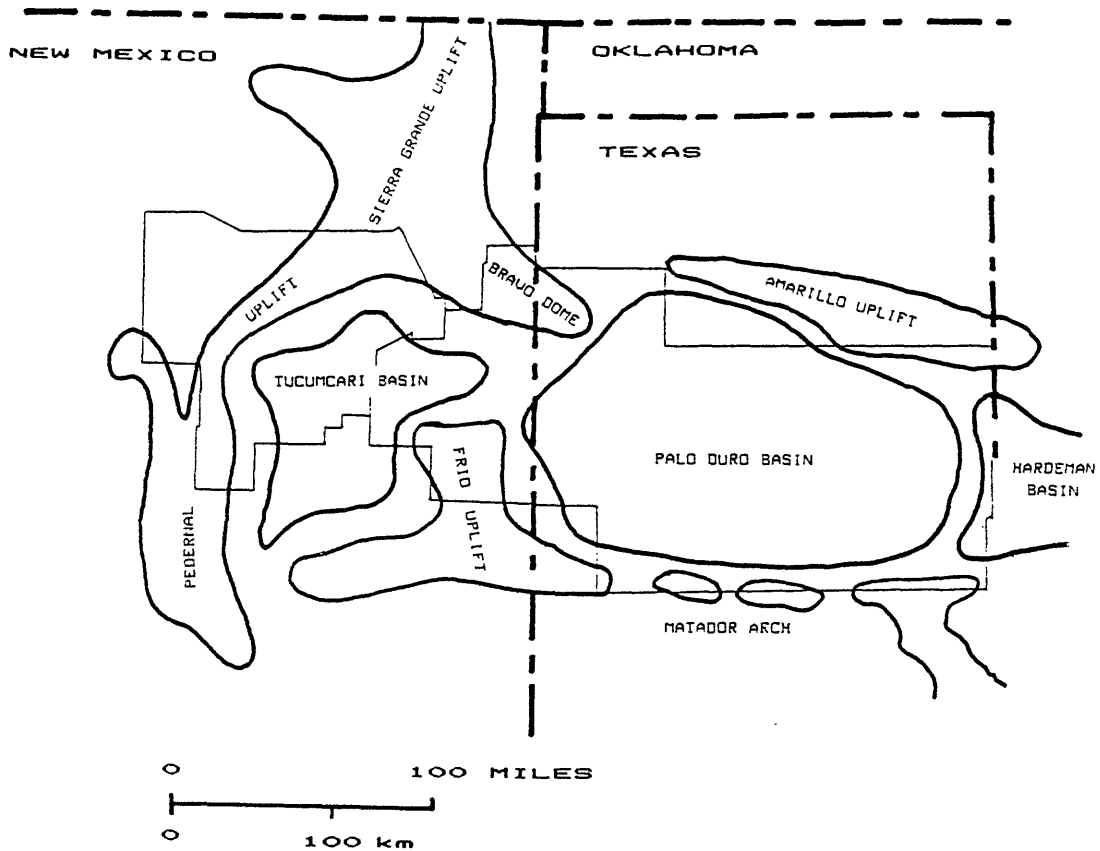 NEW MEXICO
OKLAHOMA
TEXAS
SIERRA GRANDE UPLIFT
BRAVO DOME
AMARILLO UPLIFT
UPLIFT
TUCUMCARI BASIN
PALO DURO BASIN
HARDEMAN
BASIN
FRIO UPLIFT
PEDERNAL
MATADOR ARCH
0 100 MILES
0 100 km